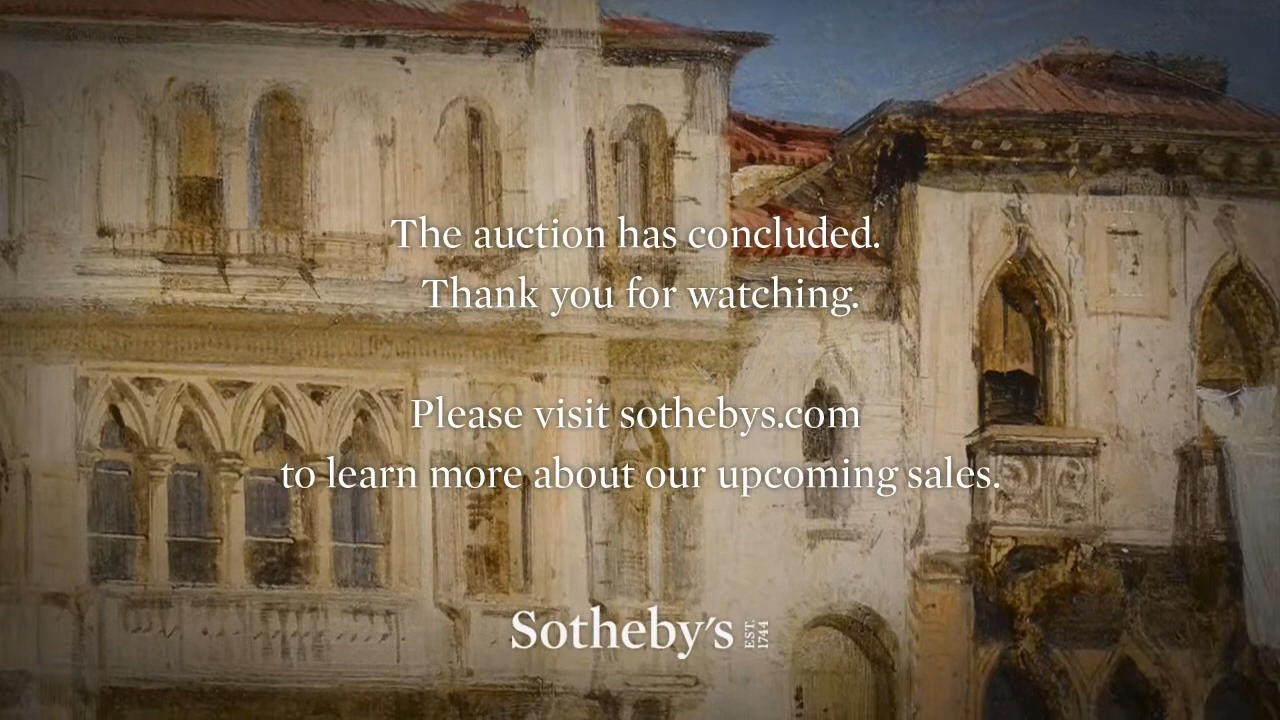 The auction has concluded.
Thank you for watching.
Please visit sothebys.com
to learn more about our upcoming sales.
Sotheby's EST. 1744